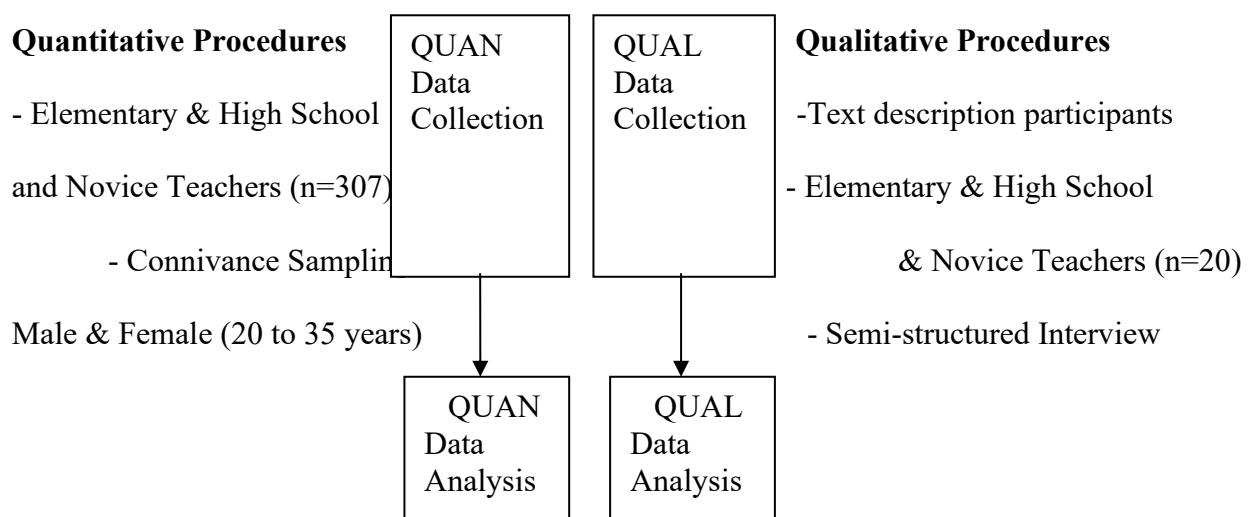 Quantitative Procedures
- Elementary & High School
and Novice Teachers (n=307)
- Connivance Samplin
Male & Female (20 to 35 years)
QUAN
Data
Collection
QUAL
Data
Collection
Qualitative Procedures
-Text description participants
- Elementary & High School
& Novice Teachers (n=20)
- Semi-structured Interview
QUAN
Data
Analysis
QUAL
Data
Analysis